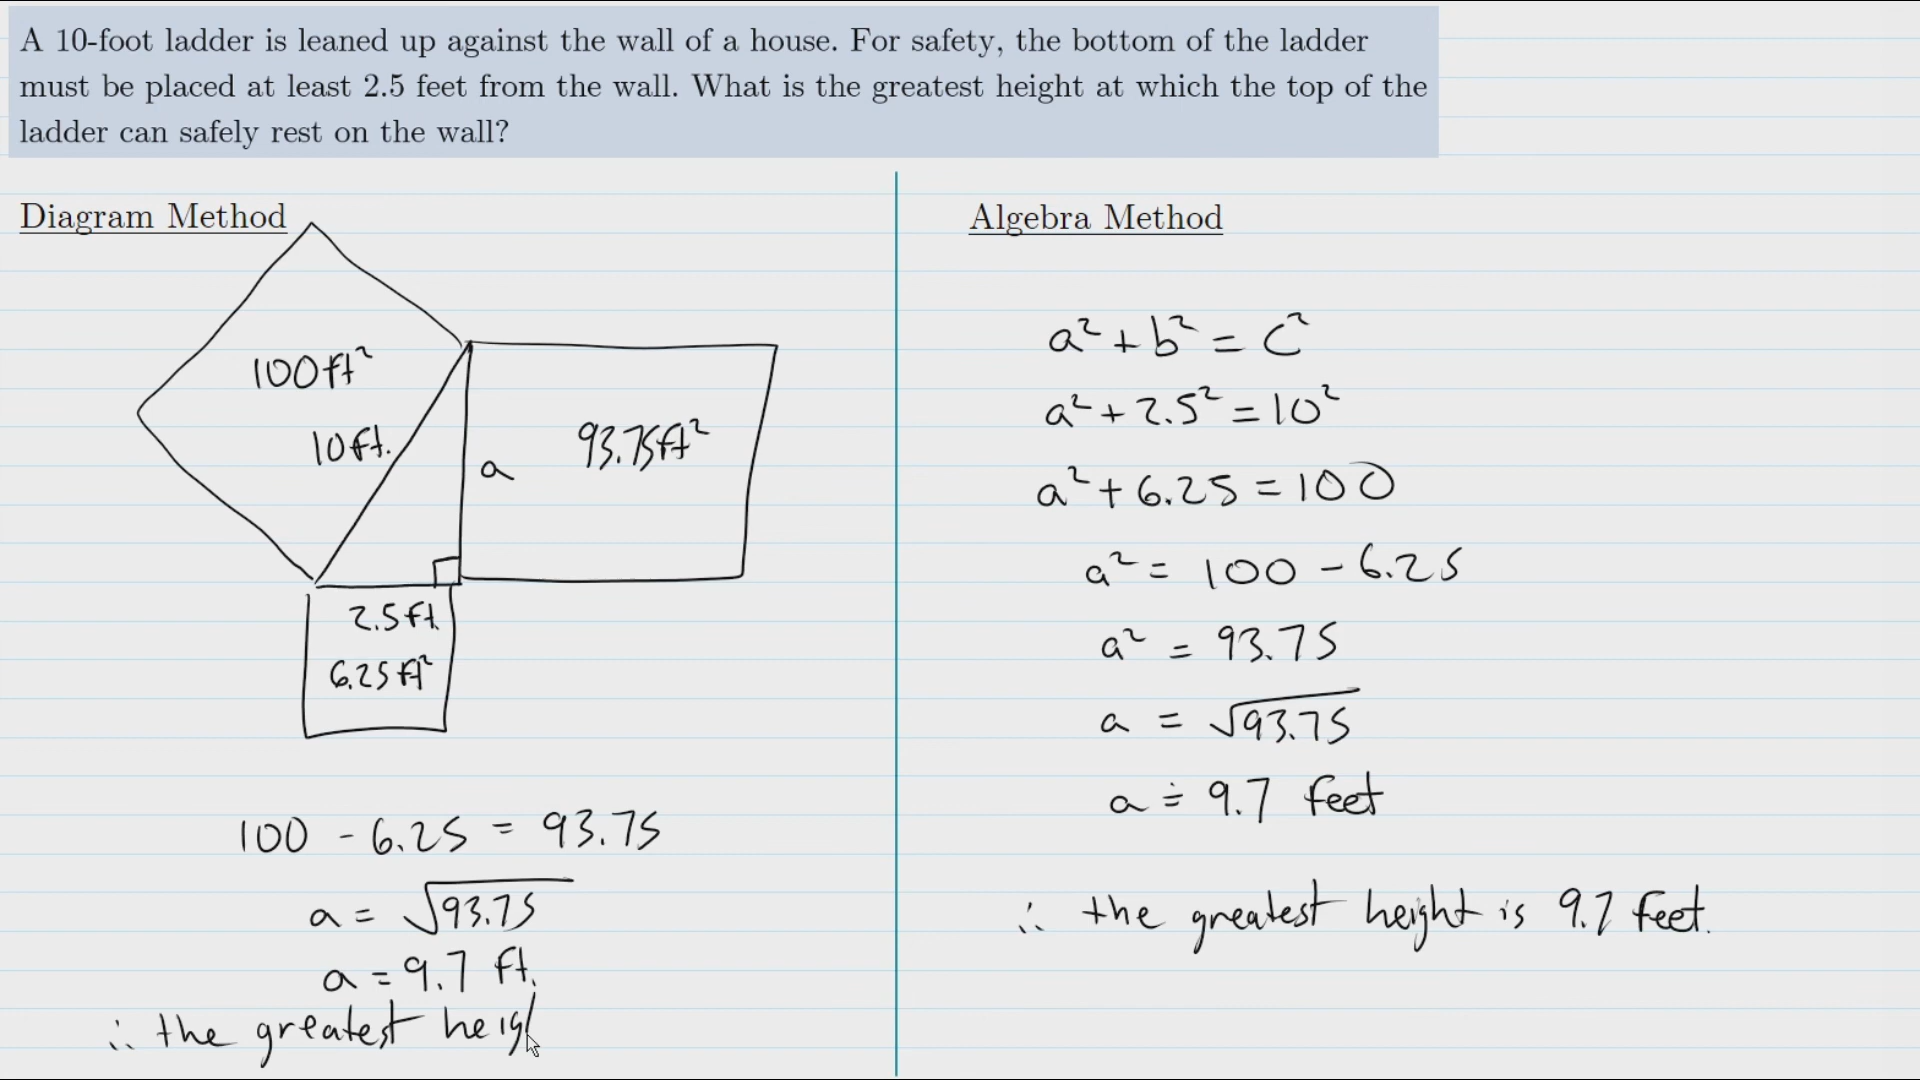 A 10-foot ladder is leaned up against the wall of a house. For safety, the bottom of the ladder
must be placed at least 2.5 feet from the wall. What is the greatest height at which the top of the
ladder can safely rest on the wall?
Diagram Method
100ft²
10ft.
a
93.75ft²
2.5ft.
6.25ft²
100 - 6.25 = 93.75
a = √93.75
a = 9.7 ft.
∴ the greatest heigh
Algebra Method
a² + b² = c²
a² + 2.5² = 10²
a² + 6.25 = 100
a² = 100 - 6.25
a² = 93.75
a = √93.75
a ≐ 9.7 feet
∴ the greatest height is 9.7 feet.